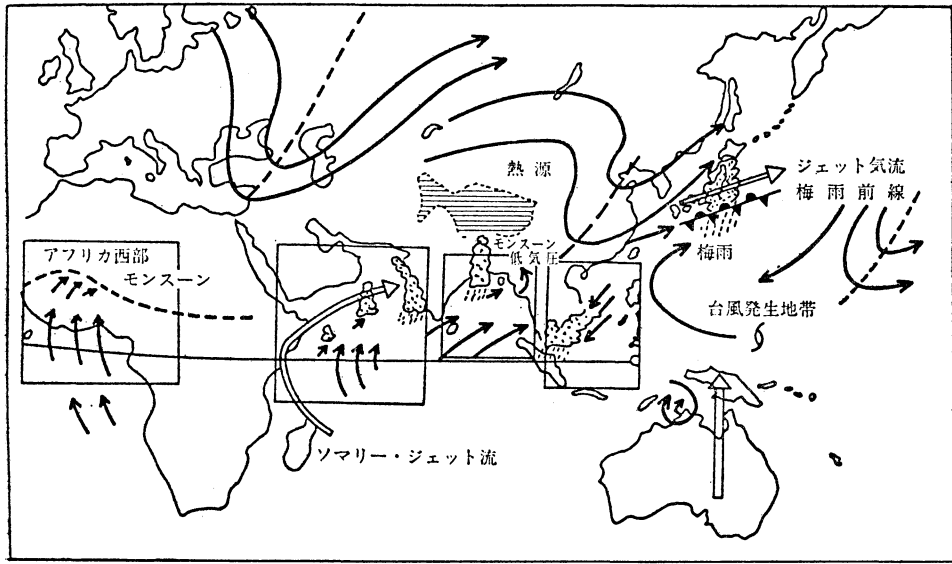 熱源
ジェット気流
梅雨前線
モンスーン
低気圧
梅雨
アフリカ西部
モンスーン
台風発生地帯
ソマリー・ジェット流